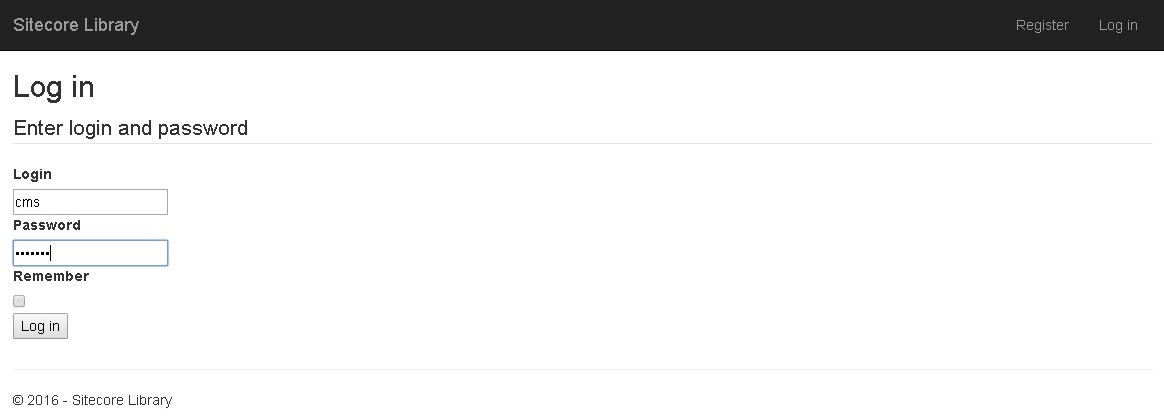 Sitecore Library
Register
Log in
Log in
Enter login and password
Login
cms
Password
•••••••
Remember
Log in
© 2016 - Sitecore Library